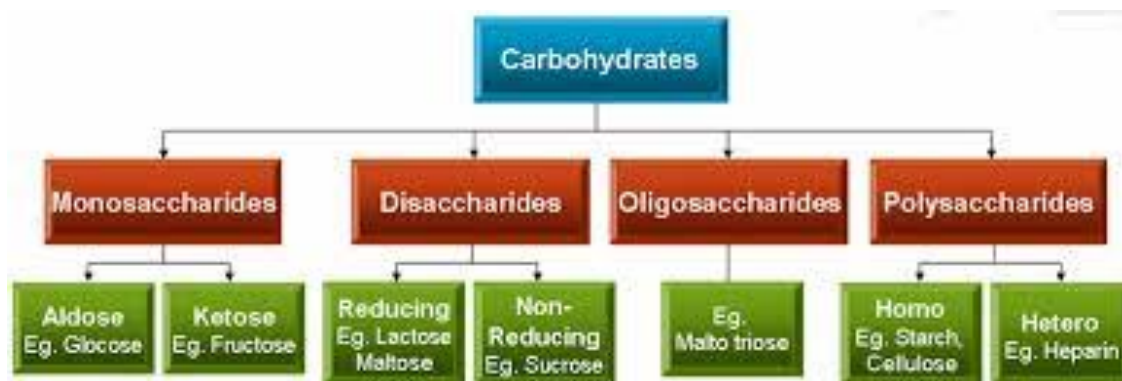 Carbohydrates
Monosaccharides
Disaccharides
Oligosaccharides
Polysaccharides
Aldose
Eg. Glocose
Ketose
Eg. Fructose
Reducing
Eg. Lactose
Maltose
Non-
Reducing
Eg. Sucrose
Eg.
Malto triose
Homo
Eg. Starch,
Cellulose
Hetero
Eg. Heparin